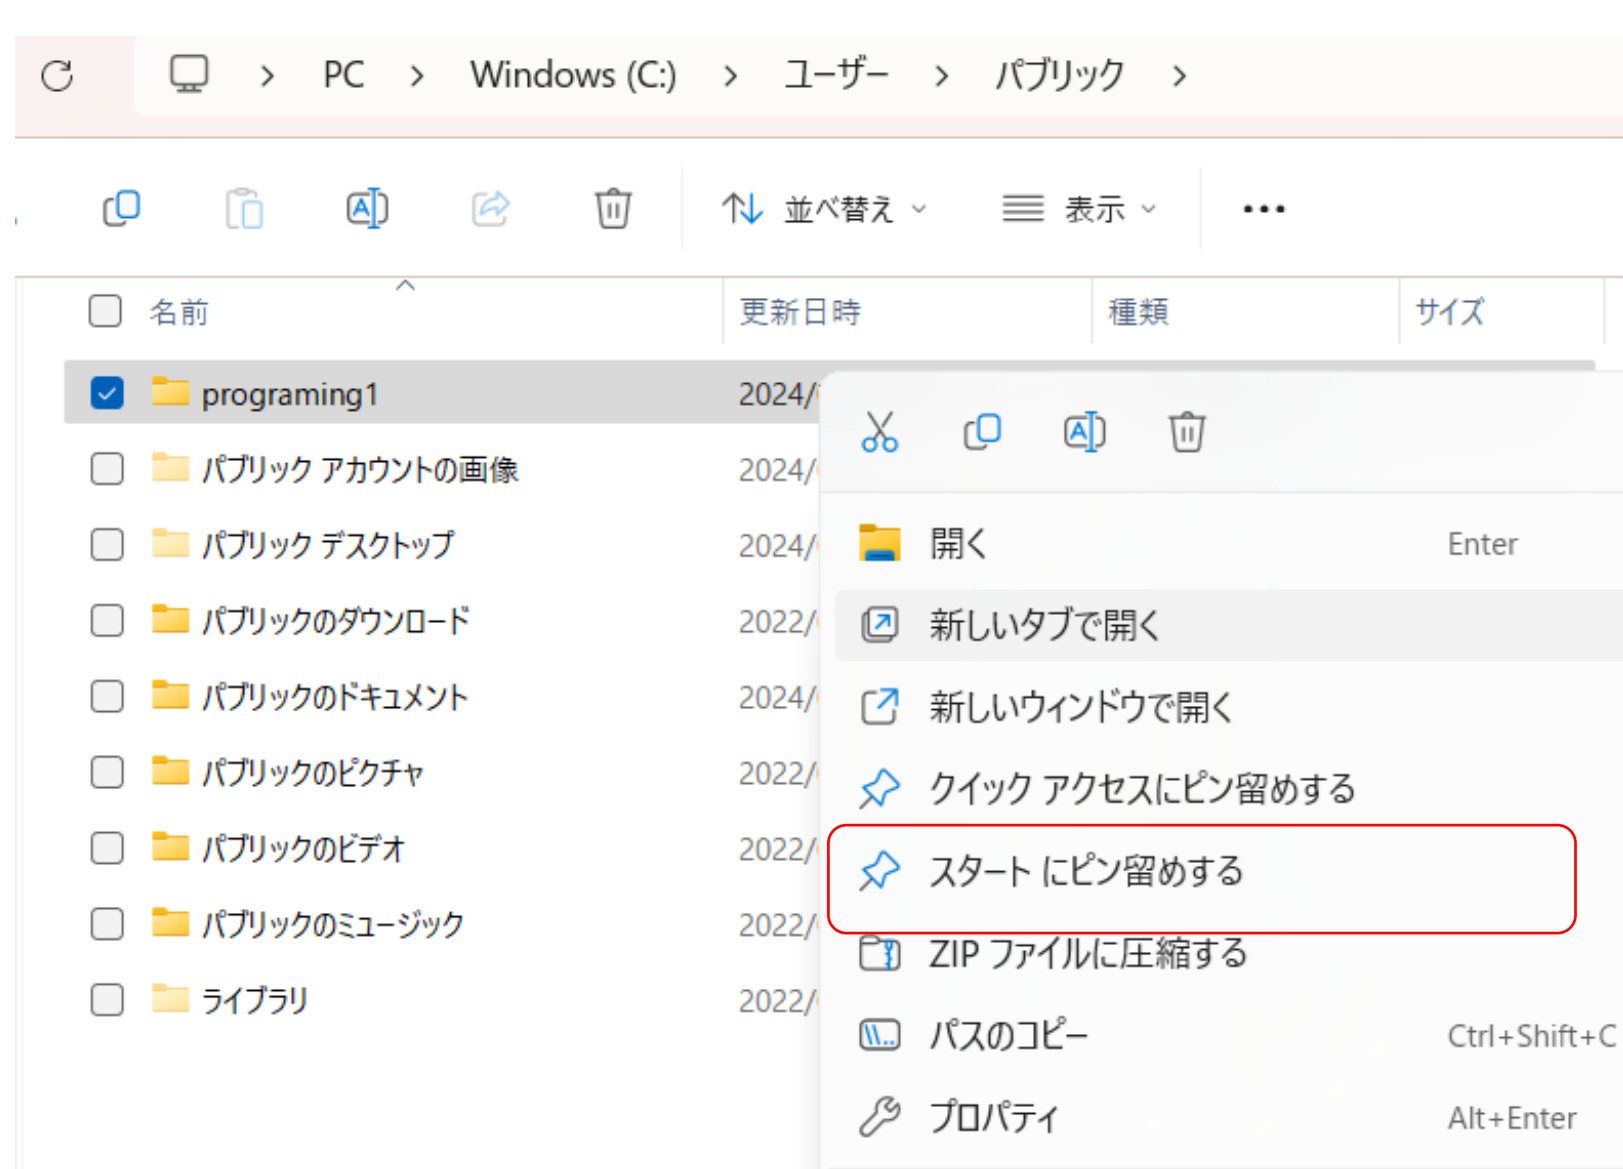 PC > Windows (C:) > ユーザー > パブリック >
並べ替え 表示 •••
名前 更新日時 種類 サイズ
programing1 2024/
パブリック アカウントの画像 2024/
パブリック デスクトップ 2024/
パブリックのダウンロード 2022/
パブリックのドキュメント 2024/
パブリックのピクチャ 2022/
パブリックのビデオ 2022/
パブリックのミュージック 2022/
ライブラリ 2022/
開く Enter
新しいタブで開く
新しいウィンドウで開く
クイック アクセスにピン留めする
スタート にピン留めする
ZIP ファイルに圧縮する
パスのコピー Ctrl+Shift+C
プロパティ Alt+Enter